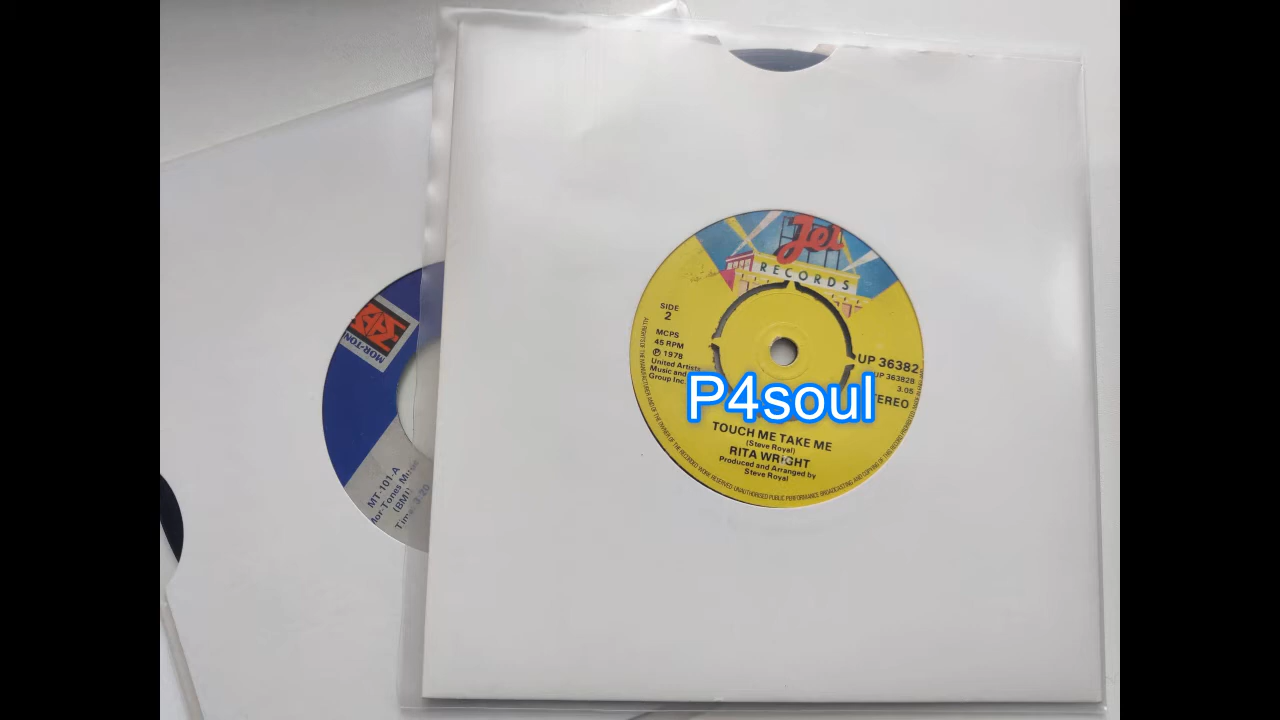 Jet
RECORDS
SIDE
2
MCPS
45 RPM
℗ 1978
United Artists
Music and
Group Inc.
UP 36382
UP 36382B
3.05
STEREO
P4soul
TOUCH ME TAKE ME
(Steve Royal)
RITA WRIGHT
Produced and Arranged by
Steve Royal
MOR-TON
MT-101-A
Mor-Tones Music
(BMI)
Time: 3:20